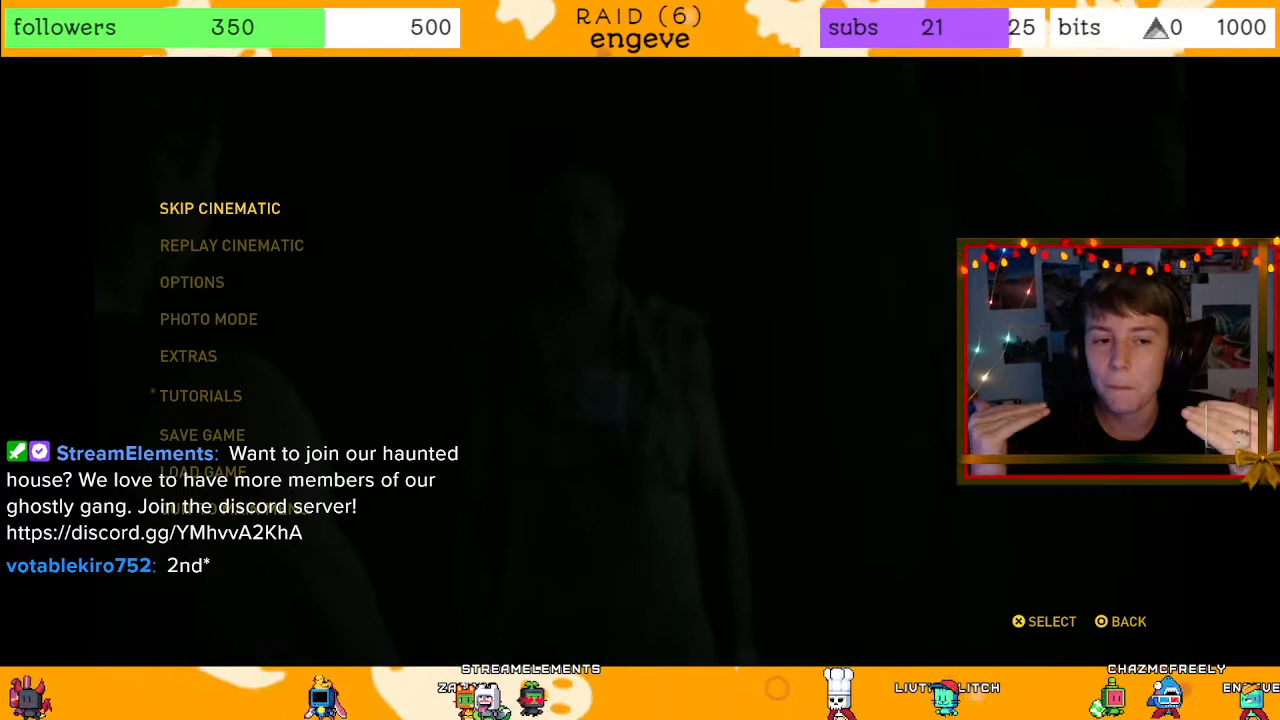 followers 350 500
RAID (6)
engeve
subs 21 25
bits 0 1000
SKIP CINEMATIC
REPLAY CINEMATIC
OPTIONS
PHOTO MODE
EXTRAS
* TUTORIALS
SAVE GAME
LOAD GAME
StreamElements: Want to join our haunted
house? We love to have more members of our
ghostly gang. Join the discord server!
https://discord.gg/YMhvvA2KhA
votablekiro752: 2nd*
SELECT BACK
STREAMELEMENTS
CHAZMCFREELY